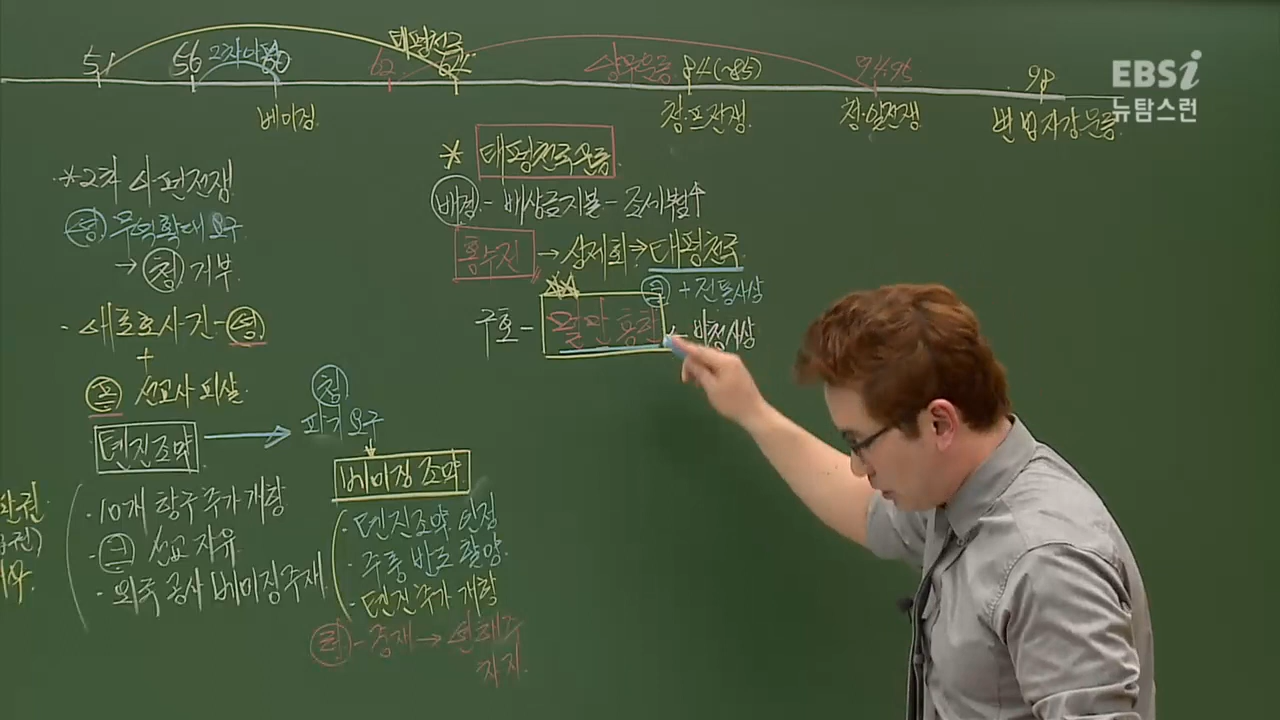 51 56 2차아퍈 60 62 태평천국 64 양무운동 84(~85) 94.95 98
베이징. 청·프전쟁 청·일전쟁 변법자강운동
EBSi
뉴탐스런
*2차 아편전쟁
영 무역확대 요구
→ 청 거부
· 애로호사건 - 영
+
프 선교사 피살
텐진조약
청
파기 요구
베이징 조약
· 10개 항구 추가 개항
· 크 선교 자유
· 외국 공사 베이징 주재
· 텐진조약 인정
· 주룽 반도 할양
· 텐진 추가 개항
러 - 중재 → 연해주
차지.
* 태평천국운동
배경 - 배상금지불 - 조세부담↑
홍수전 → 상제회 → 태평천국
크 + 전통사상
구호 - 멸만흥한 ← 배청사상